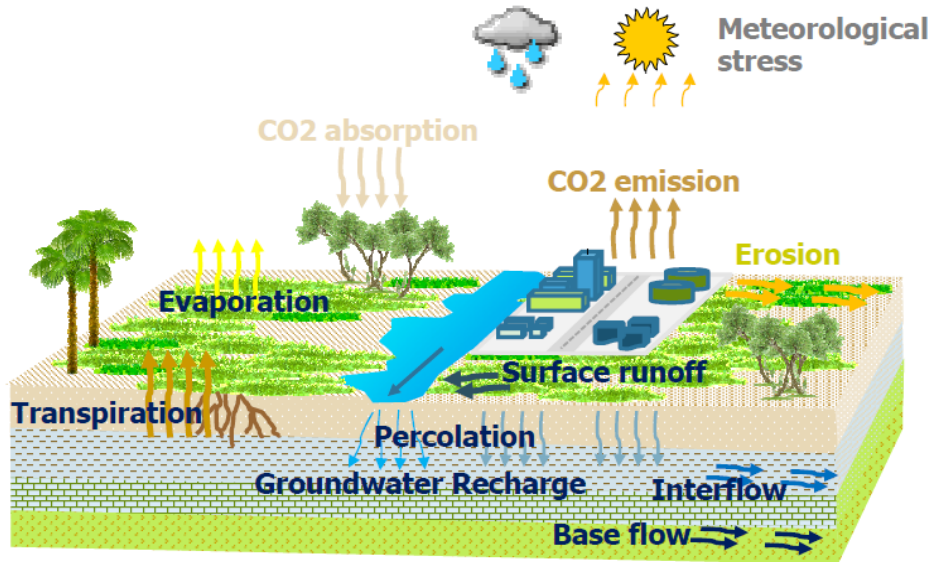 Meteorological
stress
CO2 absorption
CO2 emission
Erosion
Evaporation
Surface runoff
Transpiration
Percolation
Groundwater Recharge
Interflow
Base flow